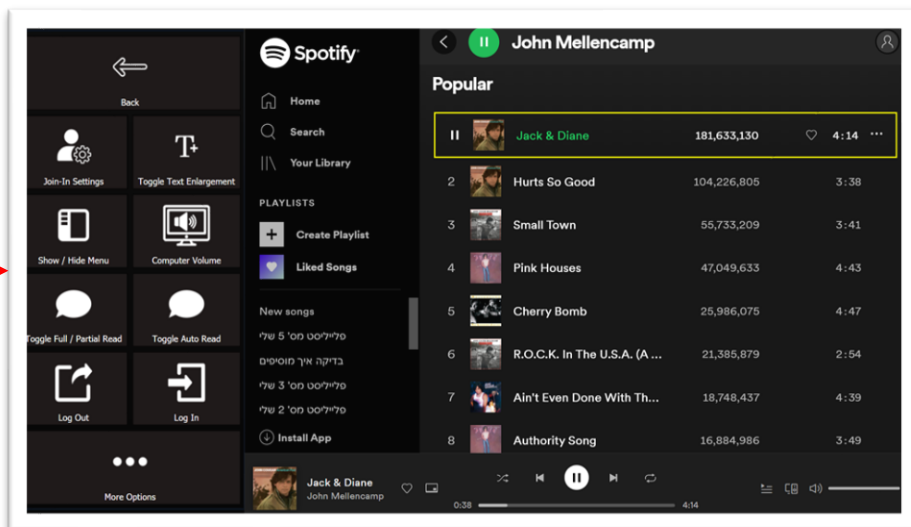 Back
Join-In Settings
Toggle Text Enlargement
Show / Hide Menu
Computer Volume
Toggle Full / Partial Read
Toggle Auto Read
Log Out
Log In
More Options
Spotify
Home
Search
Your Library
PLAYLISTS
Create Playlist
Liked Songs
New songs
פלייליסט מס' 5 שלי
בדיקה איך מוסיפים
פלייליסט מס' 3 שלי
פלייליסט מס' 2 שלי
Install App
John Mellencamp
Popular
Jack & Diane 181,633,130 4:14
2 Hurts So Good 104,226,805 3:38
3 Small Town 55,733,209 3:41
4 Pink Houses 47,049,633 4:43
5 Cherry Bomb 25,986,075 4:47
6 R.O.C.K. In The U.S.A. (A ... 21,385,879 2:54
7 Ain't Even Done With Th... 18,748,437 4:39
8 Authority Song 16,884,986 3:49
Jack & Diane
John Mellencamp
0:38 4:14